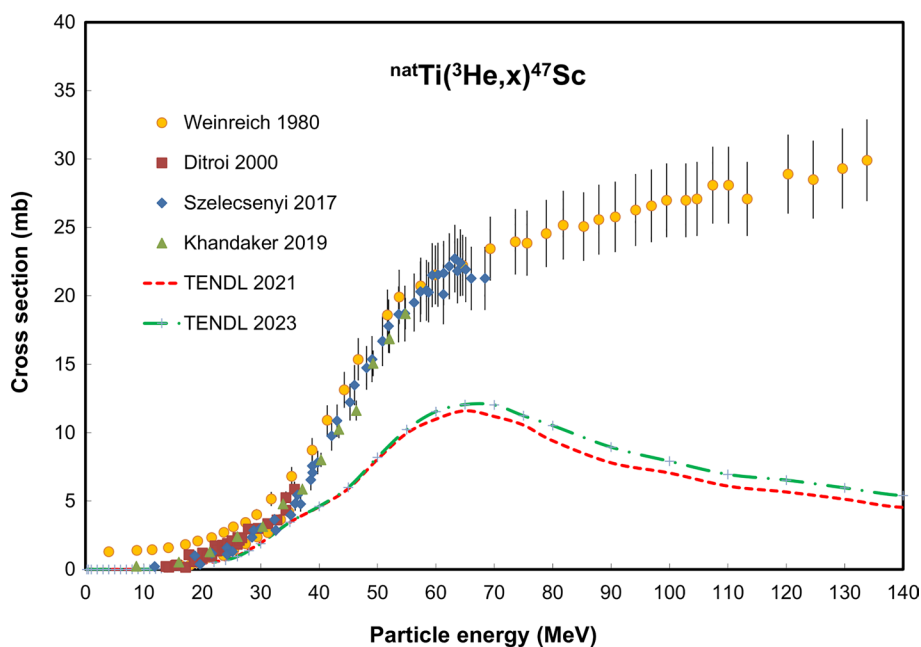 natTi(3He,x)47Sc
Weinreich 1980
Ditroi 2000
Szelecsenyi 2017
Khandaker 2019
TENDL 2021
TENDL 2023
Cross section (mb)
40
35
30
25
20
15
10
5
0
0 10 20 30 40 50 60 70 80 90 100 110 120 130 140
Particle energy (MeV)